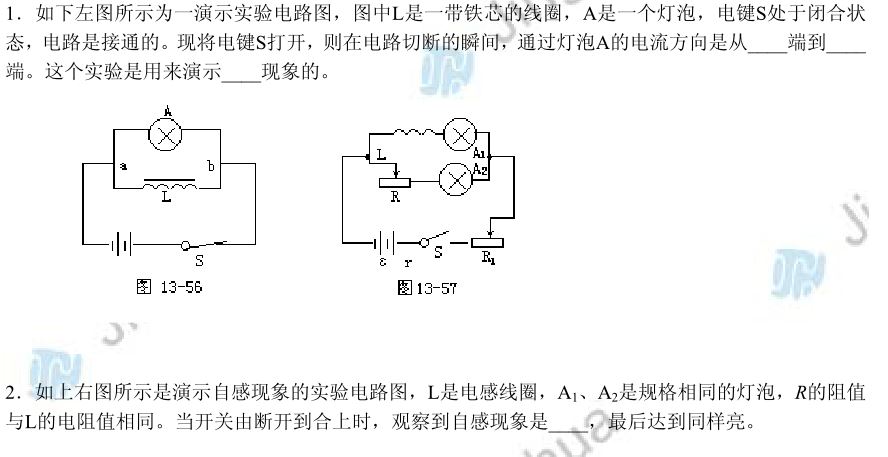 1．如下左图所示为一演示实验电路图，图中L是一带铁芯的线圈，A是一个灯泡，电键S处于闭合状
态，电路是接通的。现将电键S打开，则在电路切断的瞬间，通过灯泡A的电流方向是从____端到____
端。这个实验是用来演示____现象的。
A
a
b
L
S
图 13-56
L
A₁
A₂
R
S
ε
r
R₁
图 13-57
2．如上右图所示是演示自感现象的实验电路图，L是电感线圈，A₁、A₂是规格相同的灯泡，R的阻值
与L的电阻值相同。当开关由断开到合上时，观察到自感现象是____，最后达到同样亮。